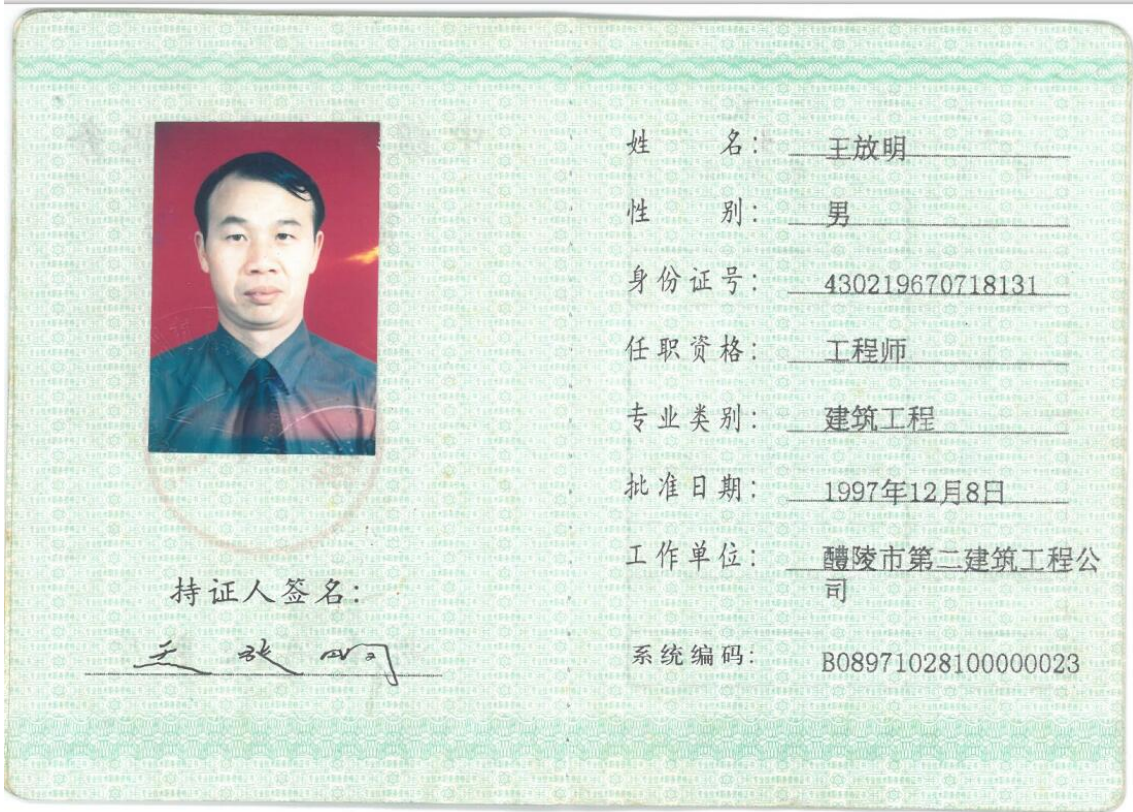 姓名：王放明
性别：男
身份证号：430219670718131
任职资格：工程师
专业类别：建筑工程
批准日期：1997年12月8日
工作单位：醴陵市第二建筑工程公
司
系统编码：B08971028100000023
持证人签名：
王放明